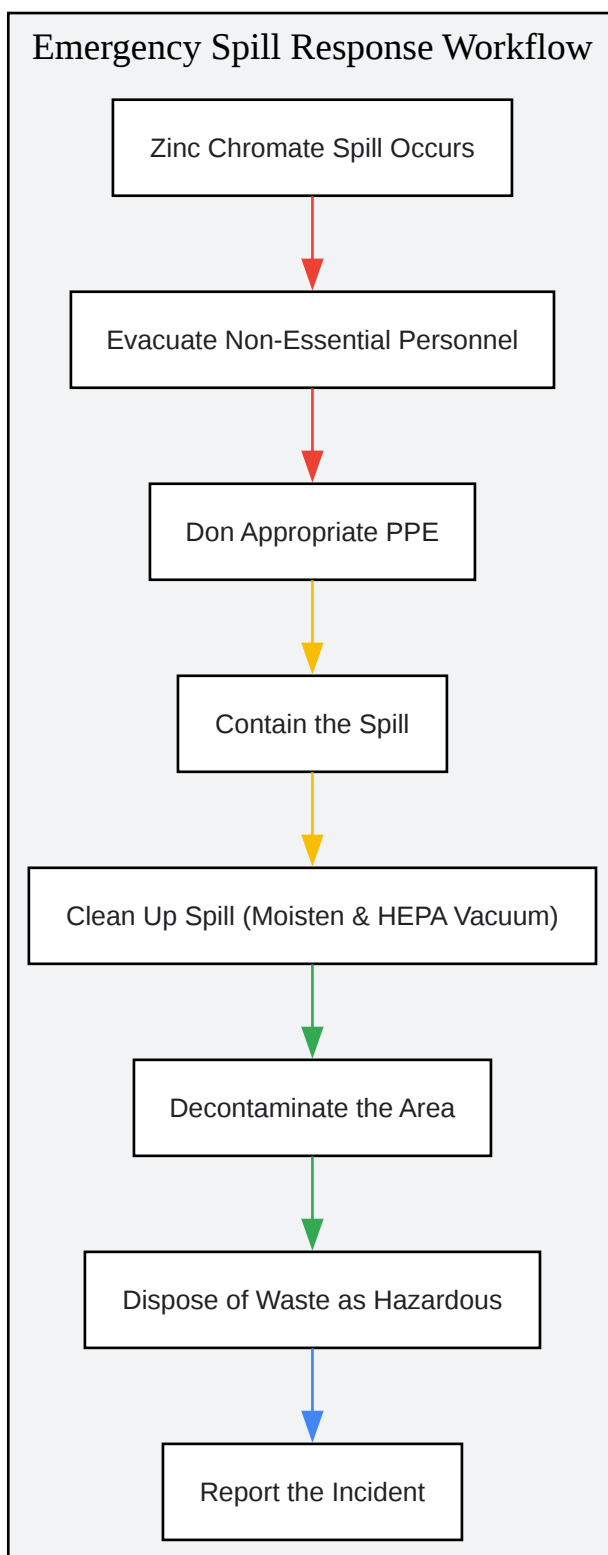 Emergency Spill Response Workflow
Zinc Chromate Spill Occurs
Evacuate Non-Essential Personnel
Don Appropriate PPE
Contain the Spill
Clean Up Spill (Moisten & HEPA Vacuum)
Decontaminate the Area
Dispose of Waste as Hazardous
Report the Incident